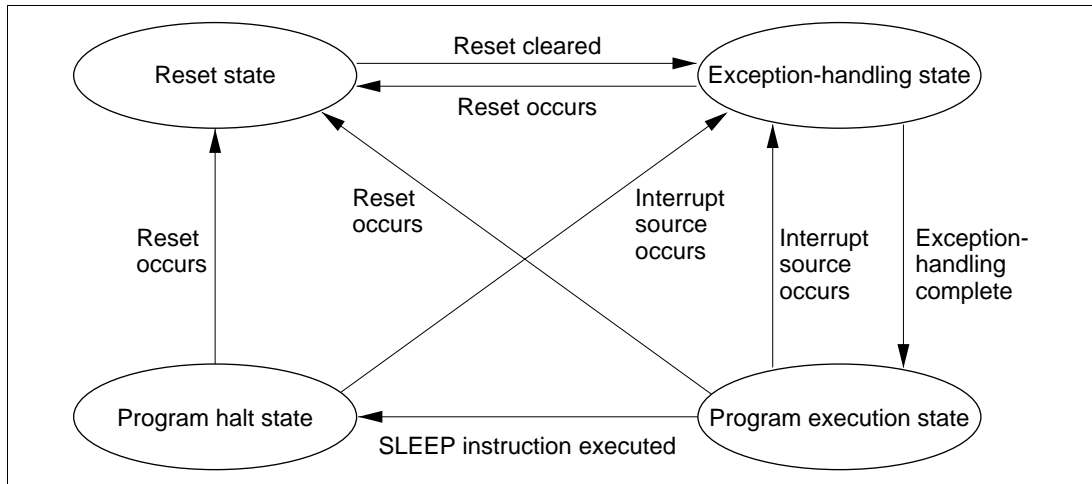 Reset cleared
Reset state
Exception-handling state
Reset occurs
Reset
occurs
Interrupt
source
occurs
Reset
occurs
Interrupt
source
occurs
Exception-
handling
complete
Program halt state
Program execution state
SLEEP instruction executed